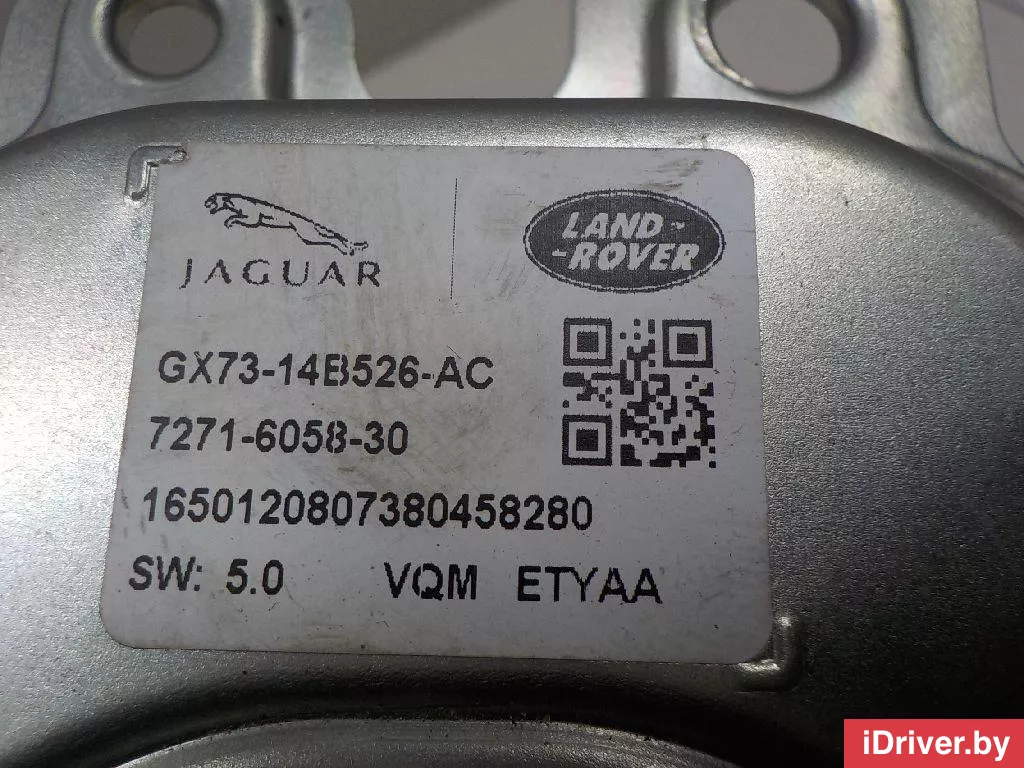 JAGUAR
LAND-
-ROVER
GX73-14B526-AC
7271-6058-30
1650120807380458280
SW: 5.0 VQM ETYAA
iDriver.by